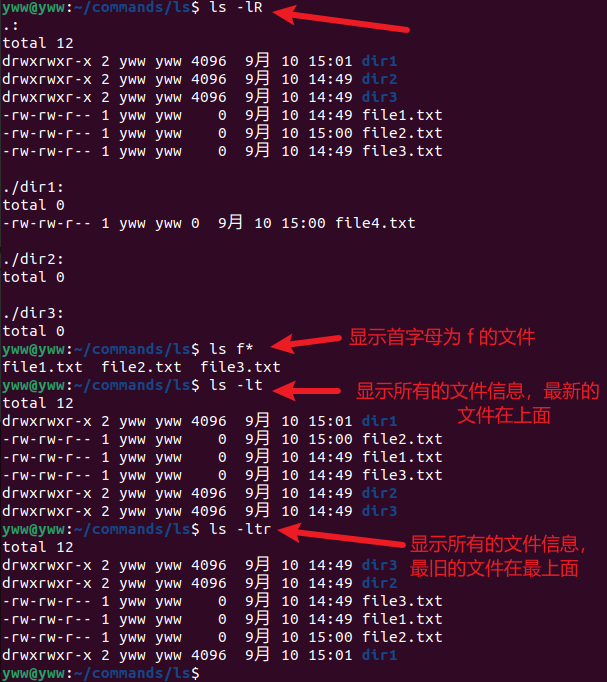 yww@yww:~/commands/ls$ ls -lR
.:
total 12
drwxrwxr-x 2 yww yww 4096  9月 10 15:01 dir1
drwxrwxr-x 2 yww yww 4096  9月 10 14:49 dir2
drwxrwxr-x 2 yww yww 4096  9月 10 14:49 dir3
-rw-rw-r-- 1 yww yww    0  9月 10 14:49 file1.txt
-rw-rw-r-- 1 yww yww    0  9月 10 15:00 file2.txt
-rw-rw-r-- 1 yww yww    0  9月 10 14:49 file3.txt
./dir1:
total 0
-rw-rw-r-- 1 yww yww 0  9月 10 15:00 file4.txt
./dir2:
total 0
./dir3:
total 0
yww@yww:~/commands/ls$ ls f*
显示首字母为 f 的文件
file1.txt  file2.txt  file3.txt
yww@yww:~/commands/ls$ ls -lt
显示所有的文件信息，最新的
文件在上面
total 12
drwxrwxr-x 2 yww yww 4096  9月 10 15:01 dir1
-rw-rw-r-- 1 yww yww    0  9月 10 15:00 file2.txt
-rw-rw-r-- 1 yww yww    0  9月 10 14:49 file1.txt
-rw-rw-r-- 1 yww yww    0  9月 10 14:49 file3.txt
drwxrwxr-x 2 yww yww 4096  9月 10 14:49 dir2
drwxrwxr-x 2 yww yww 4096  9月 10 14:49 dir3
yww@yww:~/commands/ls$ ls -ltr
显示所有的文件信息，
最旧的文件在最上面
total 12
drwxrwxr-x 2 yww yww 4096  9月 10 14:49 dir3
drwxrwxr-x 2 yww yww 4096  9月 10 14:49 dir2
-rw-rw-r-- 1 yww yww    0  9月 10 14:49 file3.txt
-rw-rw-r-- 1 yww yww    0  9月 10 14:49 file1.txt
-rw-rw-r-- 1 yww yww    0  9月 10 15:00 file2.txt
drwxrwxr-x 2 yww yww 4096  9月 10 15:01 dir1
yww@yww:~/commands/ls$